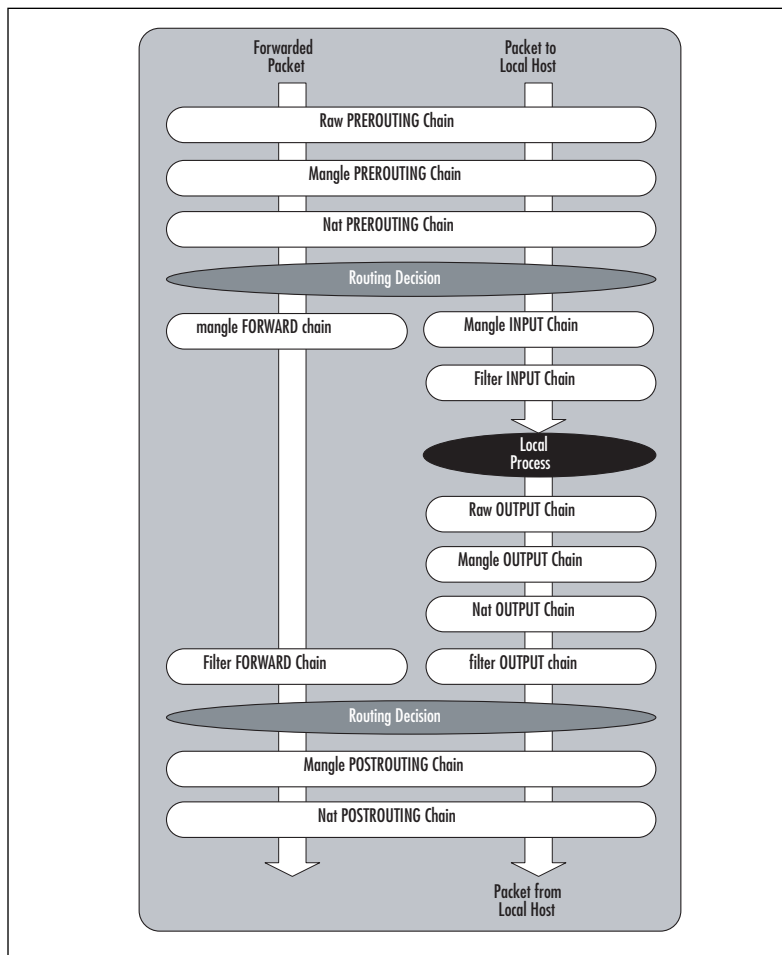 Forwarded
Packet
Packet to
Local Host
Raw PREROUTING Chain
Mangle PREROUTING Chain
Nat PREROUTING Chain
Routing Decision
mangle FORWARD chain
Mangle INPUT Chain
Filter INPUT Chain
Local
Process
Raw OUTPUT Chain
Mangle OUTPUT Chain
Nat OUTPUT Chain
Filter FORWARD Chain
filter OUTPUT chain
Routing Decision
Mangle POSTROUTING Chain
Nat POSTROUTING Chain
Packet from
Local Host